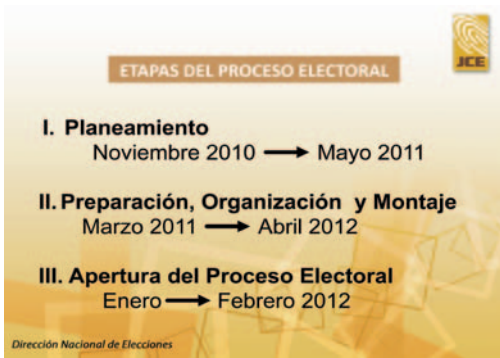 JCE
ETAPAS DEL PROCESO ELECTORAL
I. Planeamiento
Noviembre 2010 → Mayo 2011
II. Preparación, Organización y Montaje
Marzo 2011 → Abril 2012
III. Apertura del Proceso Electoral
Enero → Febrero 2012
Dirección Nacional de Elecciones